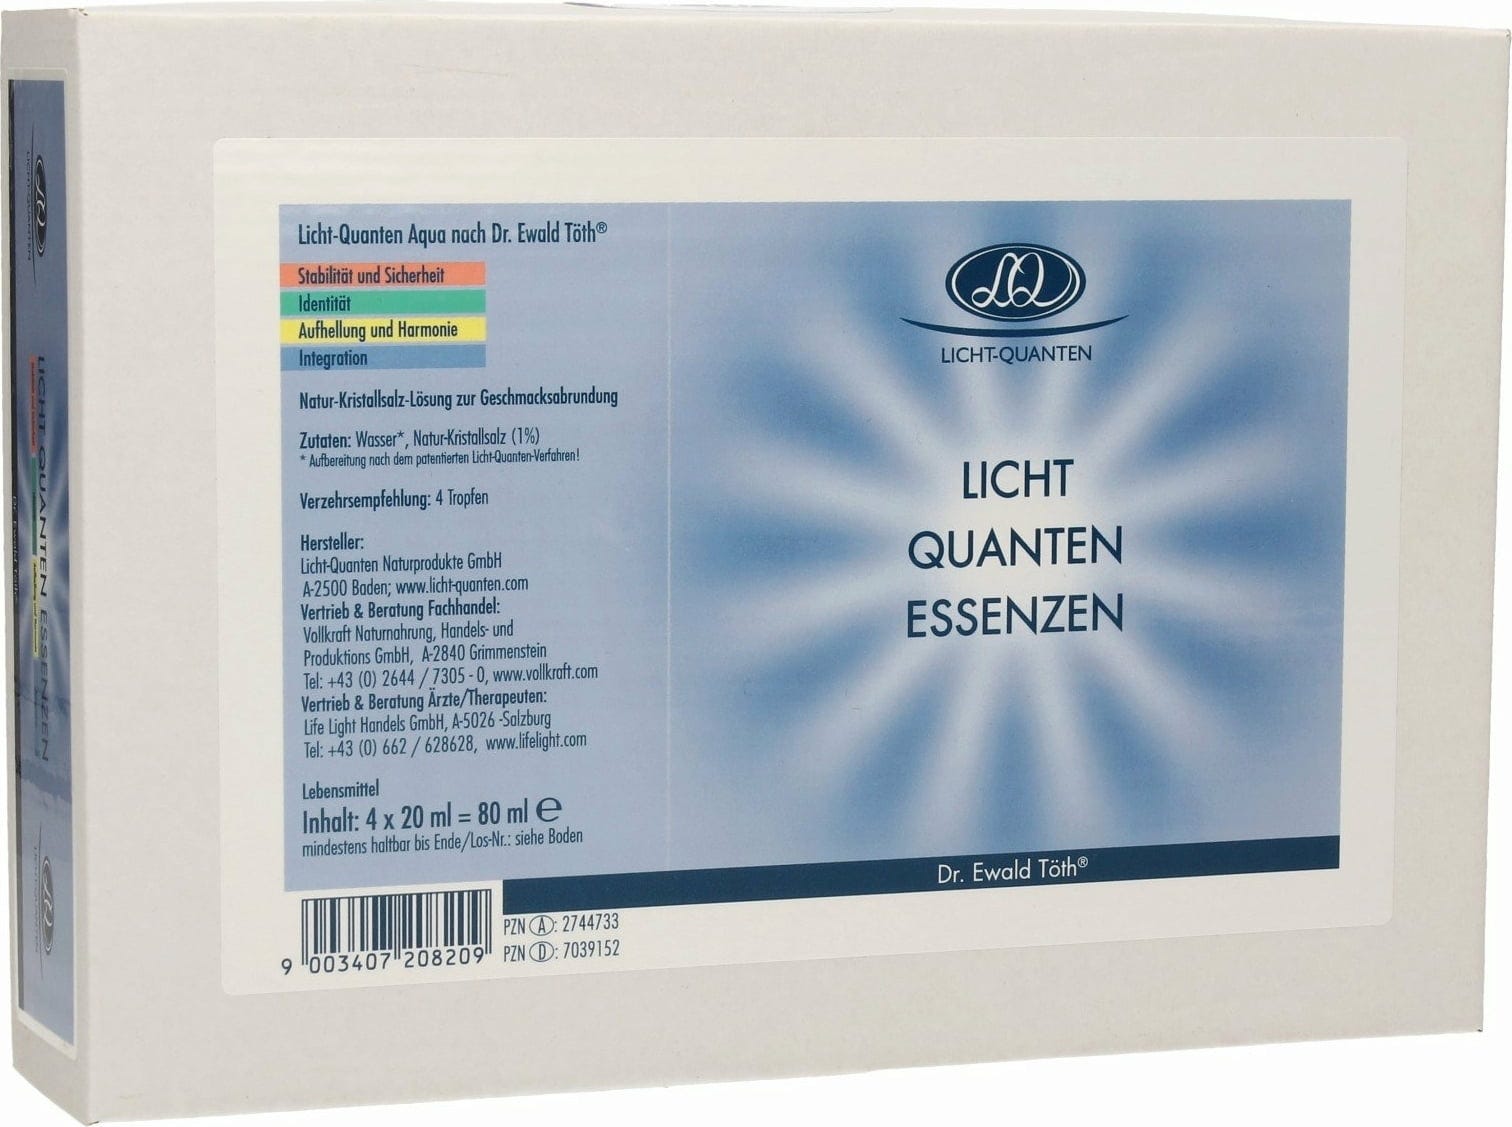 Licht-Quanten Aqua nach Dr. Ewald Töth®
Stabilität und Sicherheit
Identität
Aufhellung und Harmonie
Integration
Natur-Kristallsalz-Lösung zur Geschmacksabrundung
Zutaten: Wasser*, Natur-Kristallsalz (1%)
* Aufbereitung nach dem patentierten Licht-Quanten-Verfahren!
Verzehrsempfehlung: 4 Tropfen
Hersteller:
Licht-Quanten Naturprodukte GmbH
A-2500 Baden; www.licht-quanten.com
Vertrieb & Beratung Fachhandel:
Vollkraft Naturnahrung, Handels- und
Produktions GmbH, A-2840 Grimmenstein
Tel: +43 (0) 2644 / 7305 - 0, www.vollkraft.com
Vertrieb & Beratung Ärzte/Therapeuten:
Life Light Handels GmbH, A-5026 -Salzburg
Tel: +43 (0) 662 / 628628, www.lifelight.com
Lebensmittel
Inhalt: 4 x 20 ml = 80 ml ℮
mindestens haltbar bis Ende/Los-Nr.: siehe Boden
9 003407 208209
PZN (A): 2744733
PZN (D): 7039152
LQ
LICHT-QUANTEN
LICHT
QUANTEN
ESSENZEN
Dr. Ewald Töth®
LICHT QUANTEN ESSENZEN